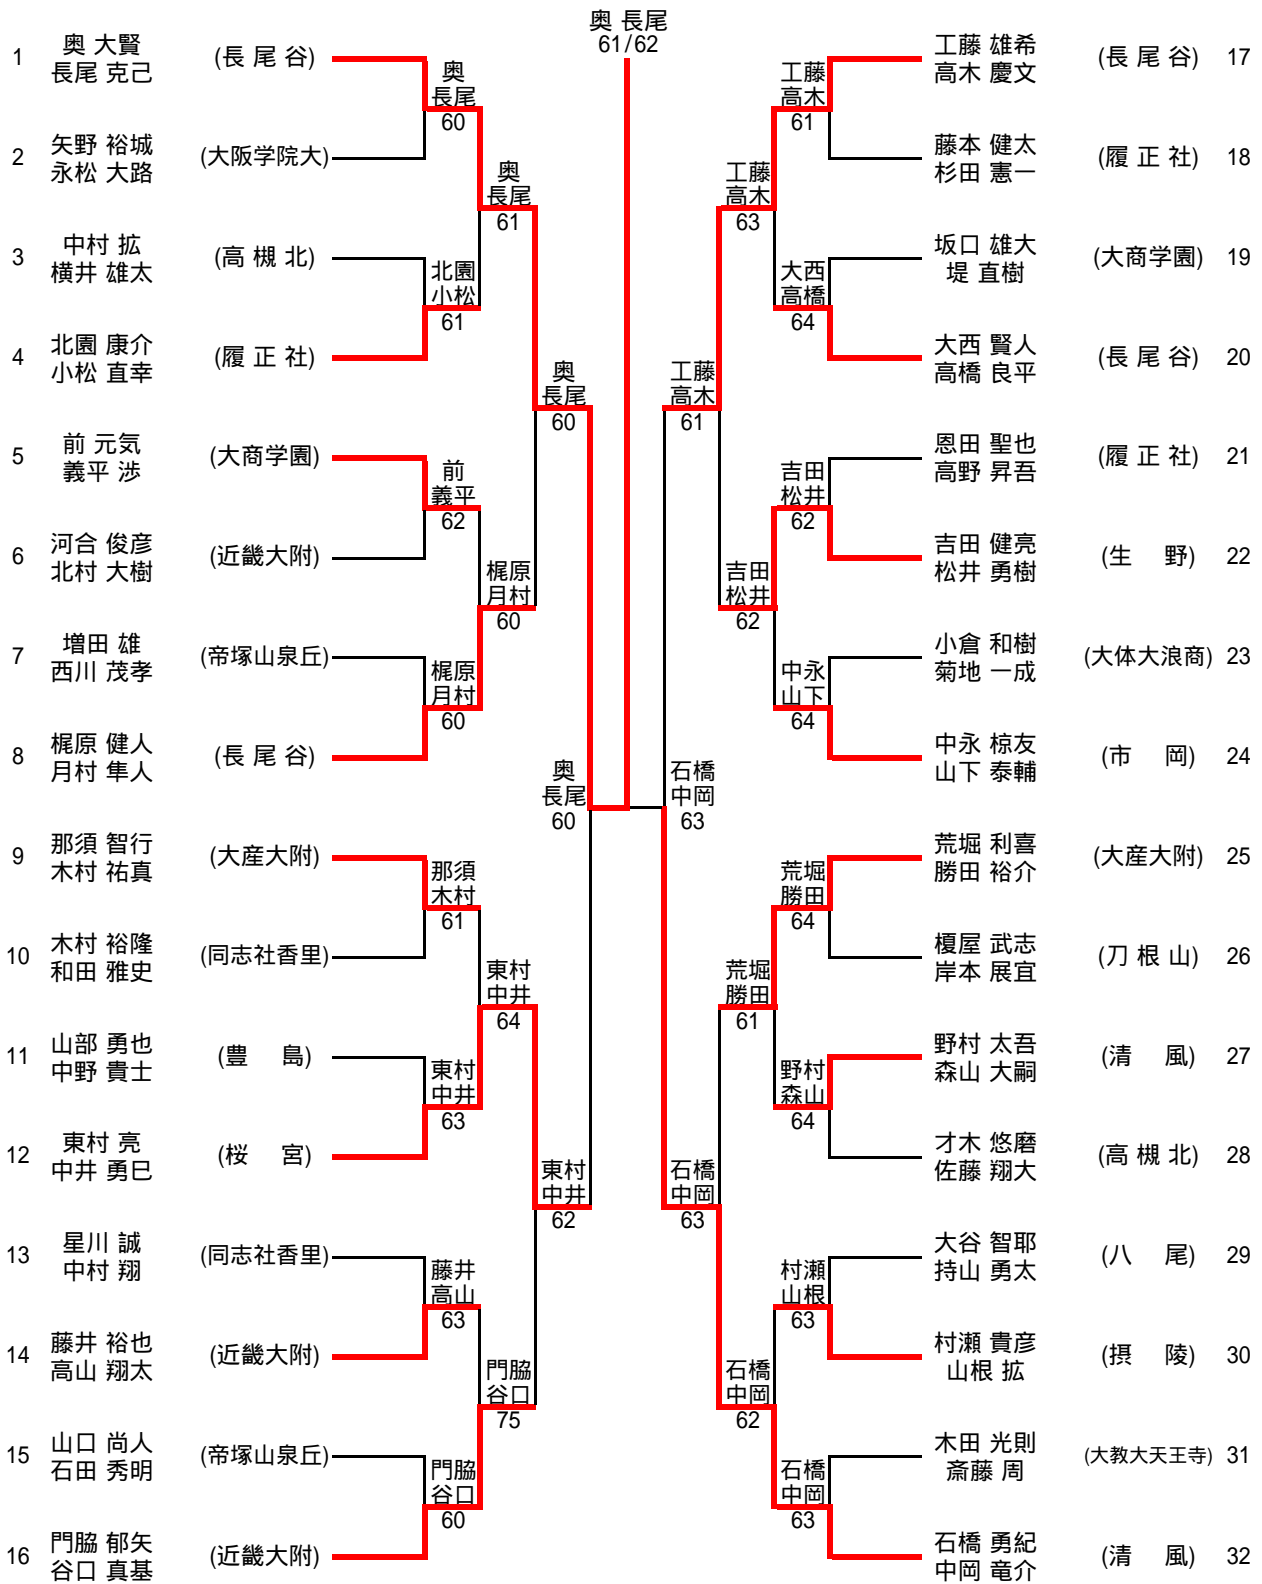 奥 長尾
61/62
1 奥 大賢 (長 尾 谷)
長尾 克己
2 矢野 裕城 (大阪学院大)
永松 大路
3 中村 拡 (高 槻 北)
横井 雄太
4 北園 康介 (履 正 社)
小松 直幸
5 前 元気 (大商学園)
義平 渉
6 河合 俊彦 (近畿大附)
北村 大樹
7 増田 雄 (帝塚山泉丘)
西川 茂孝
8 梶原 健人 (長 尾 谷)
月村 隼人
9 那須 智行 (大産大附)
木村 祐真
10 木村 裕隆 (同志社香里)
和田 雅史
11 山部 勇也 (豊 島)
中野 貴士
12 東村 亮 (桜 宮)
中井 勇巳
13 星川 誠 (同志社香里)
中村 翔
14 藤井 裕也 (近畿大附)
高山 翔太
15 山口 尚人 (帝塚山泉丘)
石田 秀明
16 門脇 郁矢 (近畿大附)
谷口 真基
奥
長尾
60
北園
小松
61
前
義平
62
梶原
月村
60
那須
木村
61
東村
中井
63
藤井
高山
63
門脇
谷口
60
奥
長尾
61
梶原
月村
60
東村
中井
64
門脇
谷口
75
奥
長尾
60
東村
中井
62
奥
長尾
60
石橋
中岡
63
工藤
高木
61
石橋
中岡
63
工藤
高木
63
吉田
松井
62
荒堀
勝田
61
石橋
中岡
62
工藤
高木
61
大西
高橋
64
吉田
松井
62
中永
山下
64
荒堀
勝田
64
野村
森山
64
村瀬
山根
63
石橋
中岡
63
工藤 雄希 (長 尾 谷) 17
高木 慶文
藤本 健太 (履 正 社) 18
杉田 憲一
坂口 雄大 (大商学園) 19
堤 直樹
大西 賢人 (長 尾 谷) 20
高橋 良平
恩田 聖也 (履 正 社) 21
高野 昇吾
吉田 健亮 (生 野) 22
松井 勇樹
小倉 和樹 (大体大浪商) 23
菊地 一成
中永 椋友 (市 岡) 24
山下 泰輔
荒堀 利喜 (大産大附) 25
勝田 裕介
榎屋 武志 (刀 根 山) 26
岸本 展宜
野村 太吾 (清 風) 27
森山 大嗣
才木 悠磨 (高 槻 北) 28
佐藤 翔大
大谷 智耶 (八 尾) 29
持山 勇太
村瀬 貴彦 (摂 陵) 30
山根 拡
木田 光則 (大教大天王寺) 31
斎藤 周
石橋 勇紀 (清 風) 32
中岡 竜介